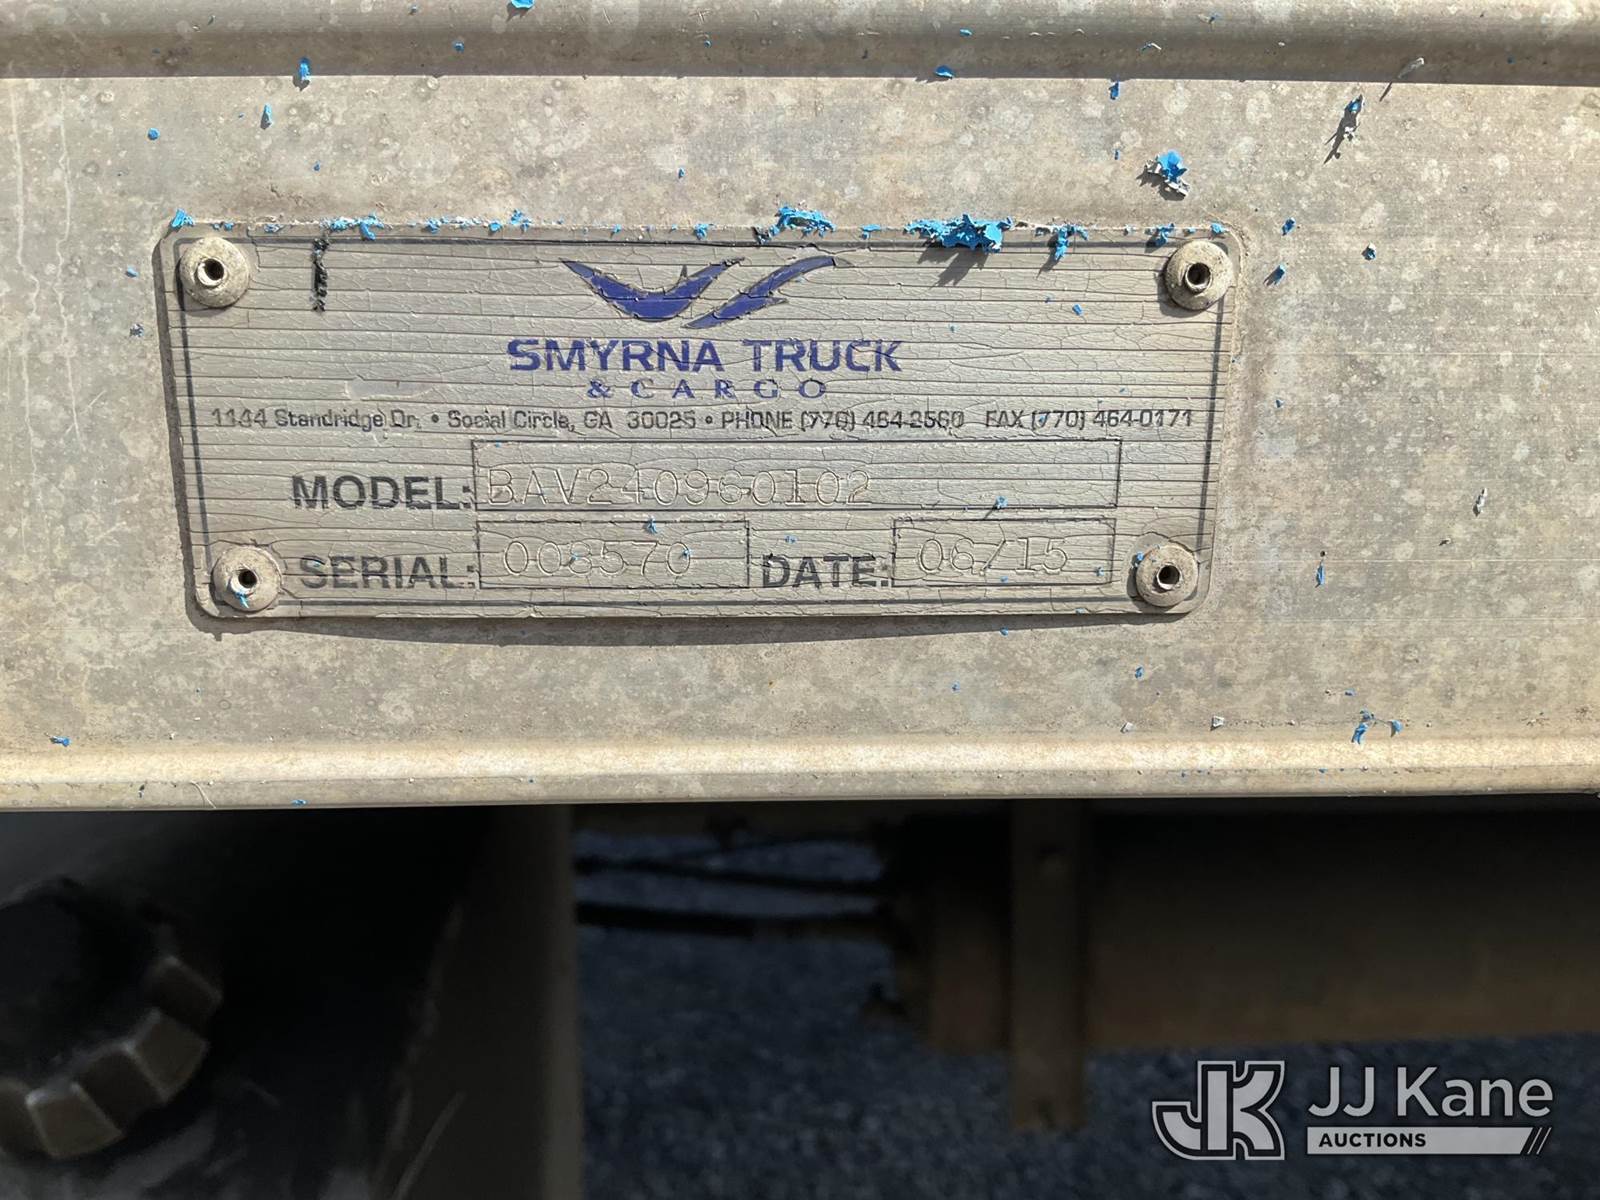 SMYRNA TRUCK
& CARGO
1144 Standridge Dr. • Social Circle, GA 30025 • PHONE (770) 464-2560 FAX (770) 464-0171
MODEL: BAV240960102
SERIAL: 008570 DATE: 06/15
JK JJ Kane
AUCTIONS